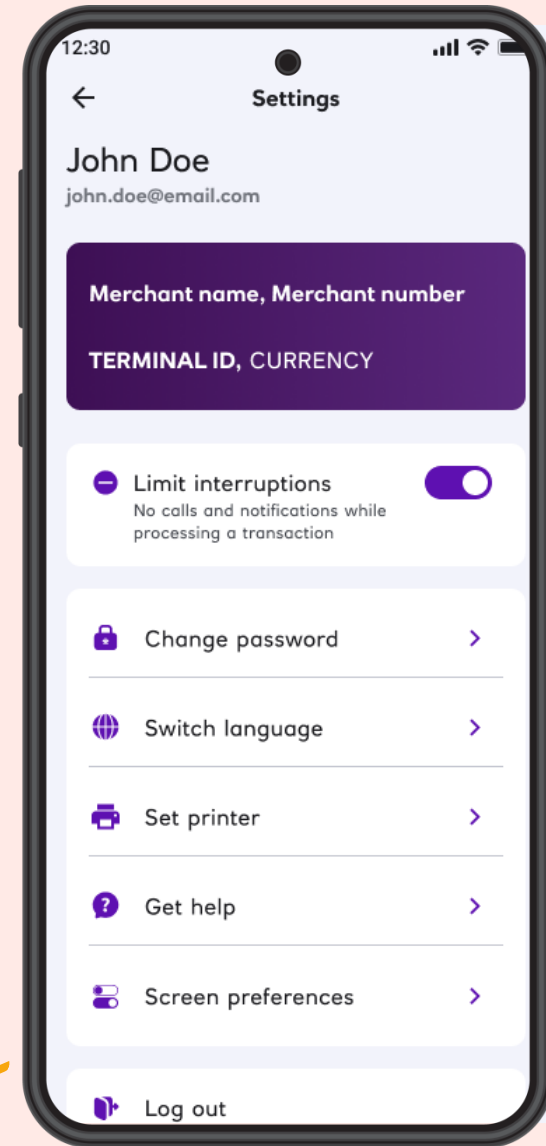 12:30
Settings
John Doe
john.doe@email.com
Merchant name, Merchant number
TERMINAL ID, CURRENCY
Limit interruptions
No calls and notifications while
processing a transaction
Change password
Switch language
Set printer
Get help
Screen preferences
Log out